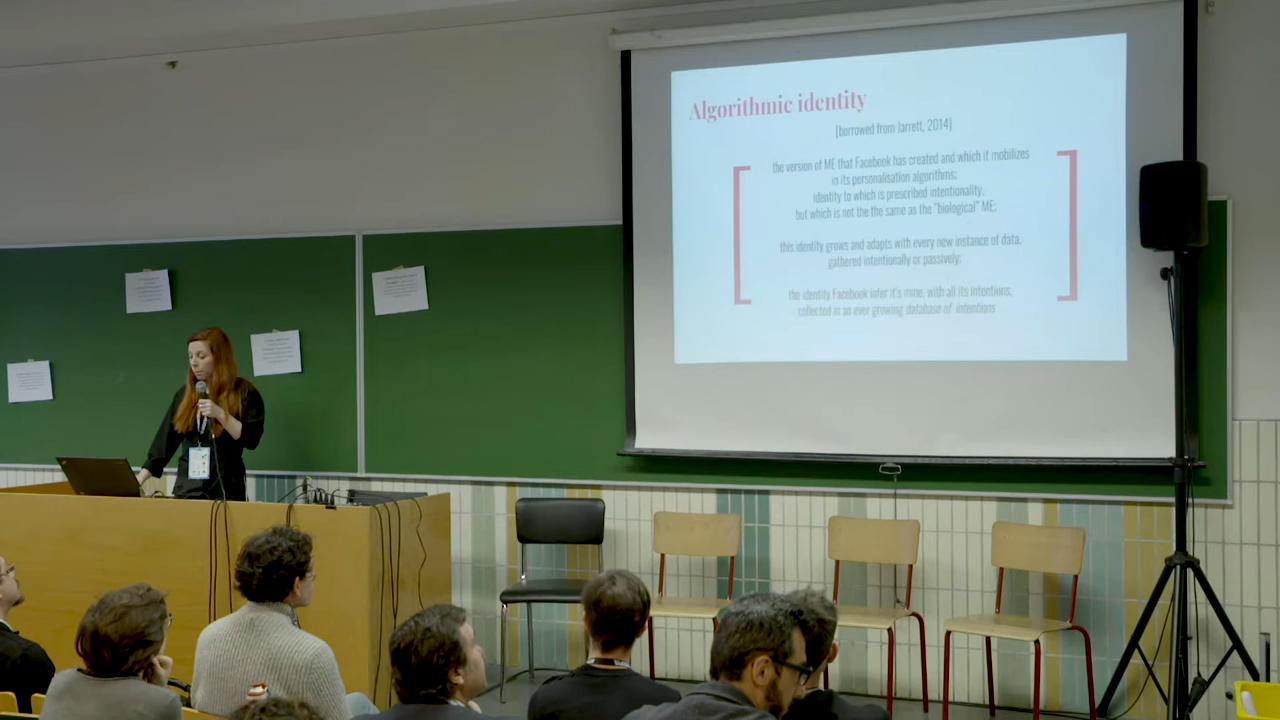 Algorithmic identity
[borrowed from Jarrett, 2014]
the version of ME that Facebook has created and which it mobilizes
in its personalisation algorithms;
identity to which is prescribed intentionality,
but which is not the the same as the "biological" ME;
this identity grows and adapts with every new instance of data,
gathered intentionally or passively;
the identity Facebook infer it's mine, with all its intentions,
collected in an ever growing database of intentions